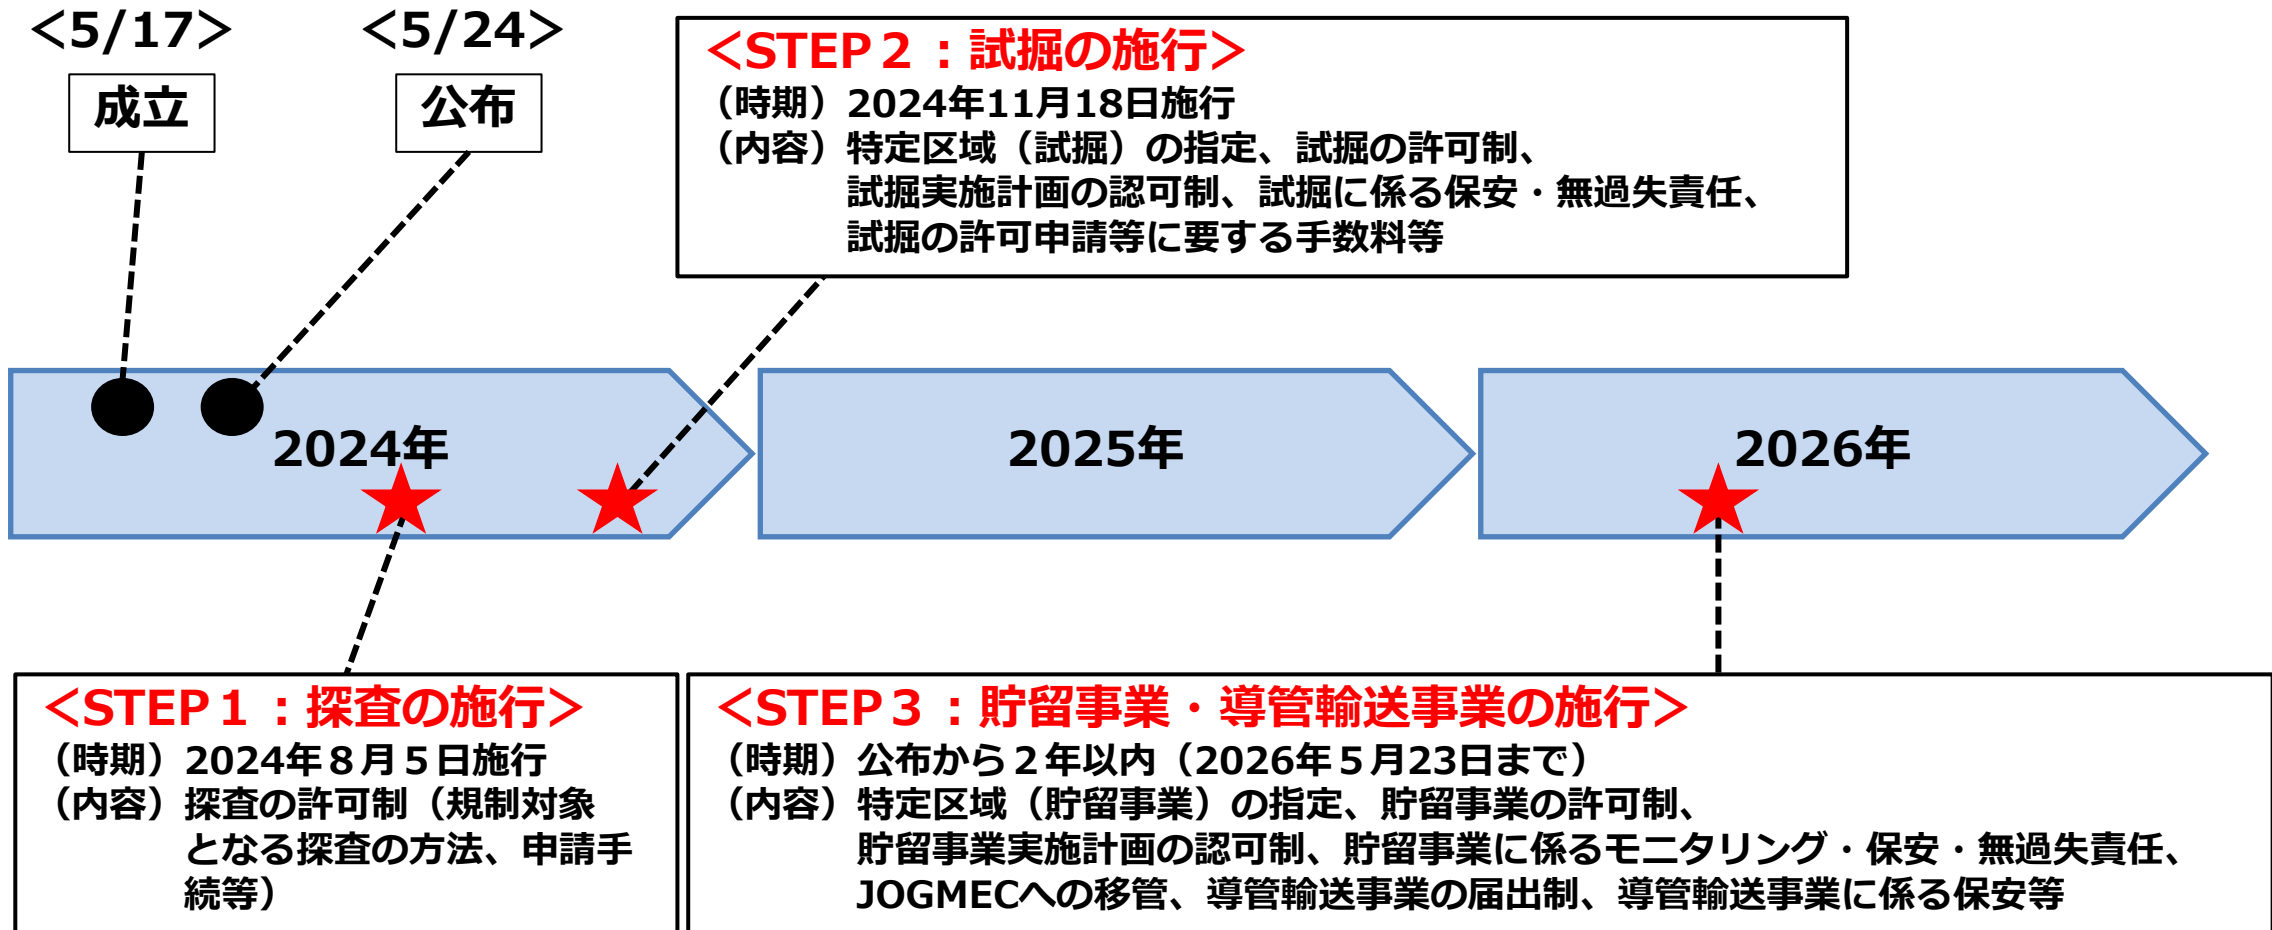 ＜5/17＞
成立
＜5/24＞
公布
＜STEP２：試掘の施行＞
（時期）2024年11月18日施行
（内容）特定区域（試掘）の指定、試掘の許可制、
試掘実施計画の認可制、試掘に係る保安・無過失責任、
試掘の許可申請等に要する手数料等
2024年
2025年
2026年
＜STEP１：探査の施行＞
（時期）2024年８月５日施行
（内容）探査の許可制（規制対象
となる探査の方法、申請手
続等）
＜STEP３：貯留事業・導管輸送事業の施行＞
（時期）公布から２年以内（2026年５月23日まで）
（内容）特定区域（貯留事業）の指定、貯留事業の許可制、
貯留事業実施計画の認可制、貯留事業に係るモニタリング・保安・無過失責任、
JOGMECへの移管、導管輸送事業の届出制、導管輸送事業に係る保安等